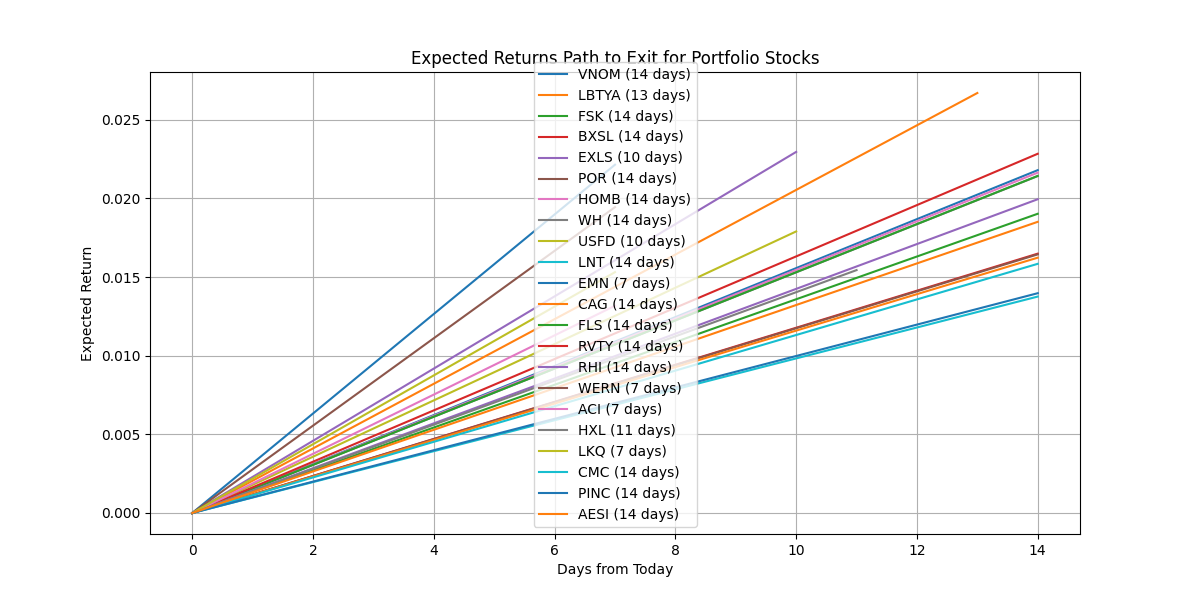 Expected Returns Path to Exit for Portfolio Stocks
VNOM (14 days)
LBTYA (13 days)
FSK (14 days)
BXSL (14 days)
EXLS (10 days)
POR (14 days)
HOMB (14 days)
WH (14 days)
USFD (10 days)
LNT (14 days)
EMN (7 days)
CAG (14 days)
FLS (14 days)
RVTY (14 days)
RHI (14 days)
WERN (7 days)
ACI (7 days)
HXL (11 days)
LKQ (7 days)
CMC (14 days)
PINC (14 days)
AESI (14 days)
Expected Return
0.025
0.020
0.015
0.010
0.005
0.000
0 2 4 6 8 10 12 14
Days from Today